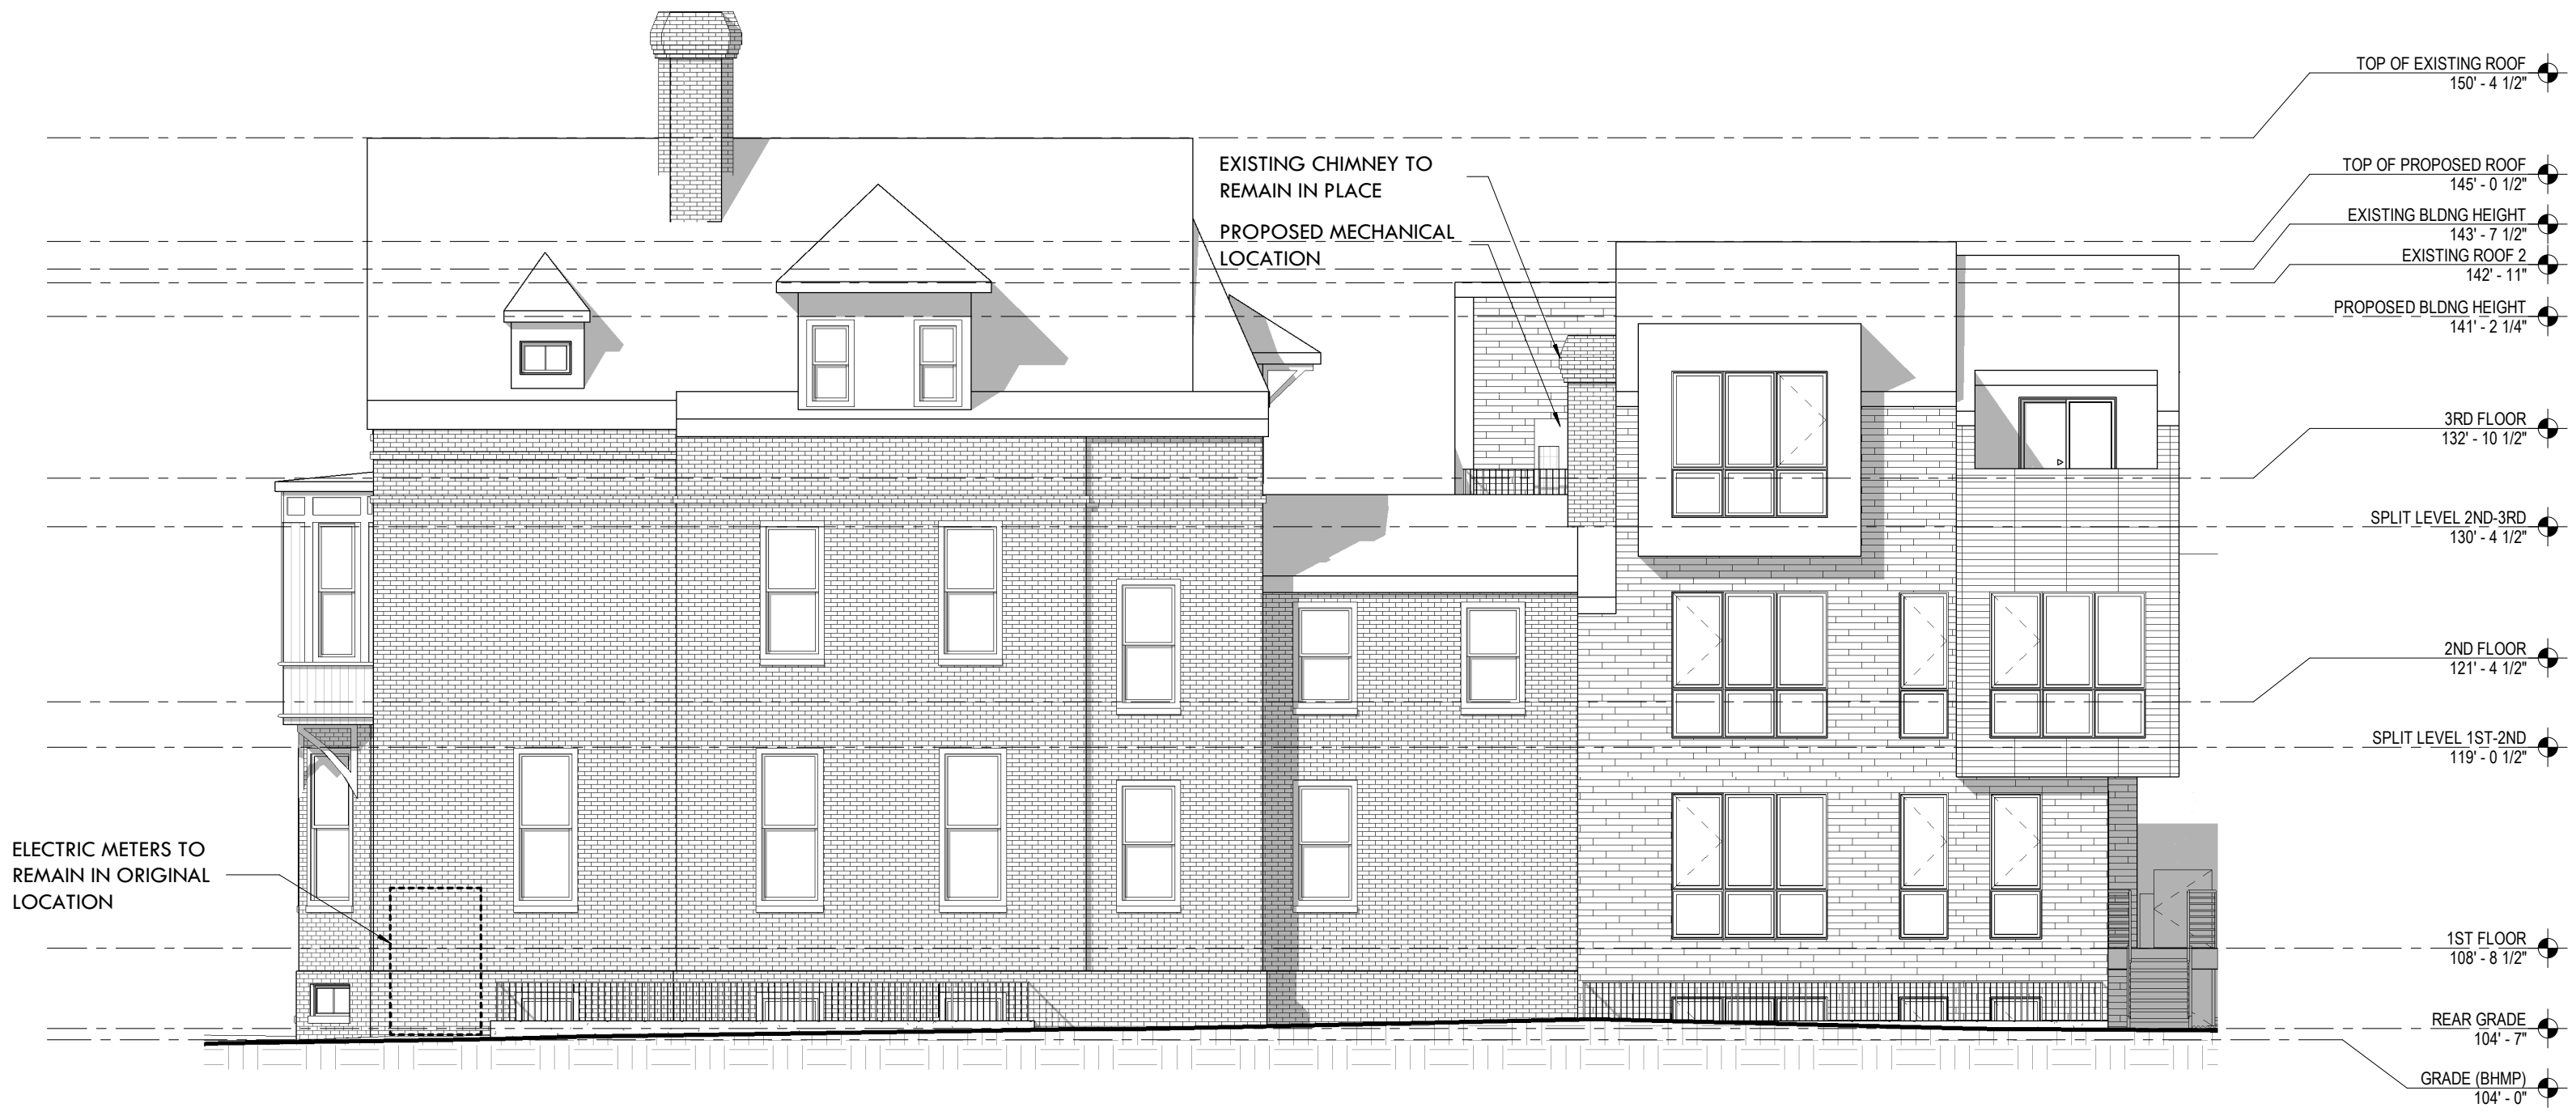 TOP OF EXISTING ROOF
150' - 4 1/2"
EXISTING CHIMNEY TO
REMAIN IN PLACE
TOP OF PROPOSED ROOF
145' - 0 1/2"
PROPOSED MECHANICAL
LOCATION
EXISTING BLDNG HEIGHT
143' - 7 1/2"
EXISTING ROOF 2
142' - 11"
PROPOSED BLDNG HEIGHT
141' - 2 1/4"
3RD FLOOR
132' - 10 1/2"
SPLIT LEVEL 2ND-3RD
130' - 4 1/2"
2ND FLOOR
121' - 4 1/2"
SPLIT LEVEL 1ST-2ND
119' - 0 1/2"
ELECTRIC METERS TO
REMAIN IN ORIGINAL
LOCATION
1ST FLOOR
108' - 8 1/2"
REAR GRADE
104' - 7"
GRADE (BHMP)
104' - 0"